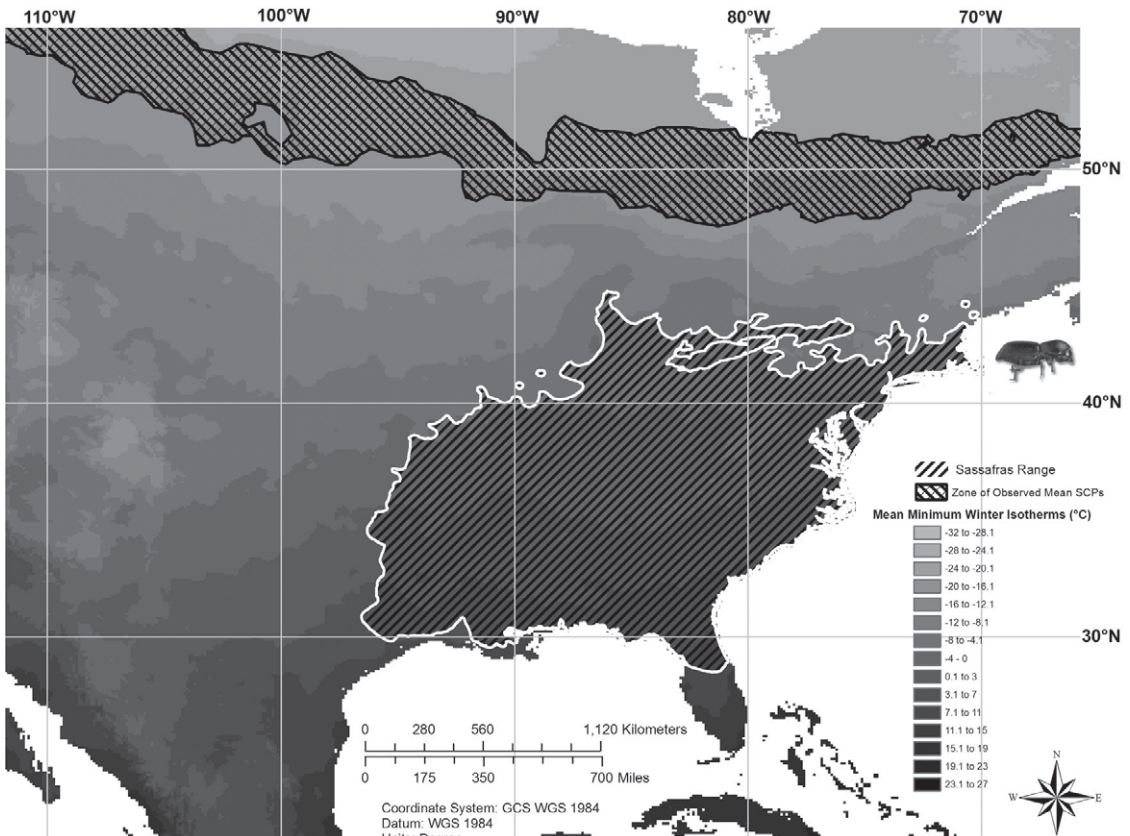 110°W 100°W 90°W 80°W 70°W
50°N
40°N
30°N
Sassafras Range
Zone of Observed Mean SCPs
Mean Minimum Winter Isotherms (°C)
-32 to -28.1
-28 to -24.1
-24 to -20.1
-20 to -16.1
-16 to -12.1
-12 to -8.1
-8 to -4.1
-4 - 0
0.1 to 3
3.1 to 7
7.1 to 11
11.1 to 15
15.1 to 19
19.1 to 23
23.1 to 27
0 280 560 1,120 Kilometers
0 175 350 700 Miles
Coordinate System: GCS WGS 1984
Datum: WGS 1984
N
W E
S